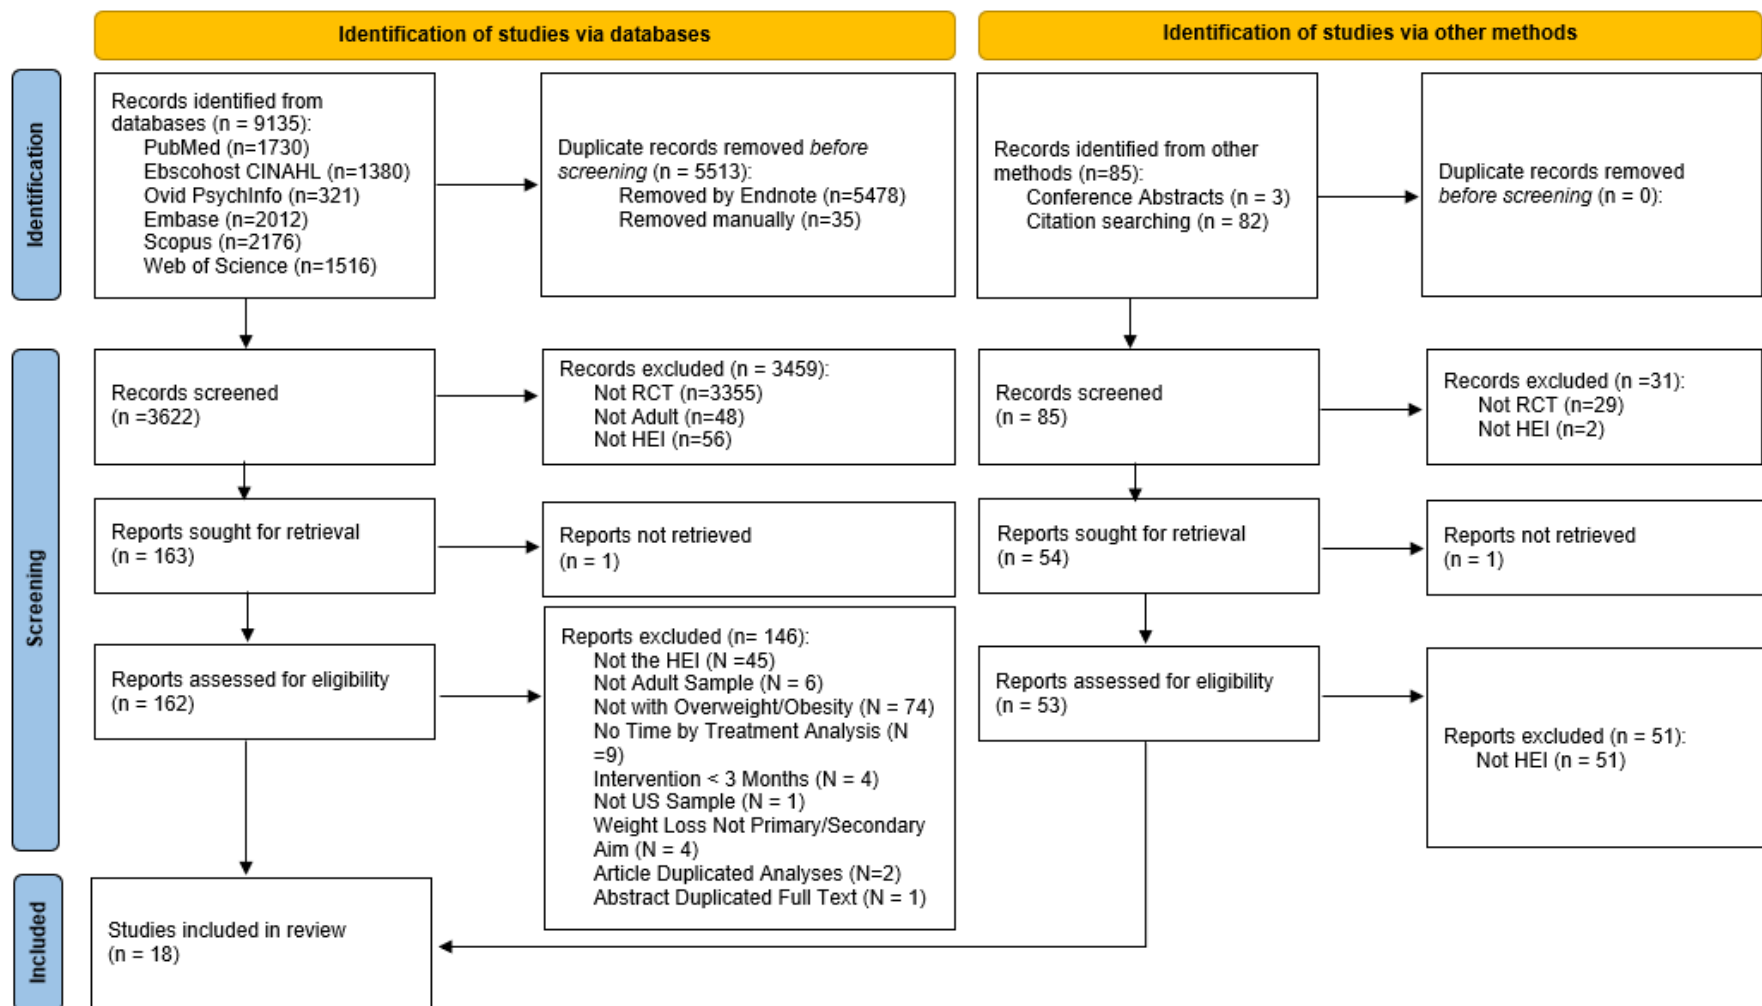 Identification of studies via databases
Identification of studies via other methods
Identification
Records identified from
databases (n = 9135):
PubMed (n=1730)
Ebscohost CINAHL (n=1380)
Ovid PsychInfo (n=321)
Embase (n=2012)
Scopus (n=2176)
Web of Science (n=1516)
Duplicate records removed before
screening (n = 5513):
Removed by Endnote (n=5478)
Removed manually (n=35)
Records identified from other
methods (n=85):
Conference Abstracts (n = 3)
Citation searching (n = 82)
Duplicate records removed
before screening (n = 0):
Screening
Records screened
(n =3622)
Records excluded (n = 3459):
Not RCT (n=3355)
Not Adult (n=48)
Not HEI (n=56)
Records screened
(n = 85)
Records excluded (n =31):
Not RCT (n=29)
Not HEI (n=2)
Reports sought for retrieval
(n = 163)
Reports not retrieved
(n = 1)
Reports sought for retrieval
(n = 54)
Reports not retrieved
(n = 1)
Reports assessed for eligibility
(n = 162)
Reports excluded (n= 146):
Not the HEI (N =45)
Not Adult Sample (N = 6)
Not with Overweight/Obesity (N = 74)
No Time by Treatment Analysis (N
=9)
Intervention < 3 Months (N = 4)
Not US Sample (N = 1)
Weight Loss Not Primary/Secondary
Aim (N = 4)
Article Duplicated Analyses (N=2)
Abstract Duplicated Full Text (N = 1)
Reports assessed for eligibility
(n = 53)
Reports excluded (n = 51):
Not HEI (n = 51)
Included
Studies included in review
(n = 18)